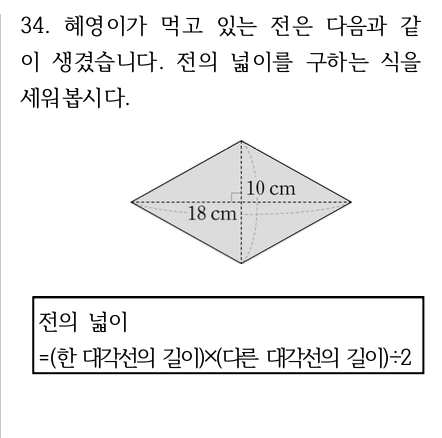 34. 혜영이가 먹고 있는 전은 다음과 같
이 생겼습니다. 전의 넓이를 구하는 식을
세워봅시다.
10 cm
18 cm
전의 넓이
=(한 대각선의 길이)×(다른 대각선의 길이)÷2